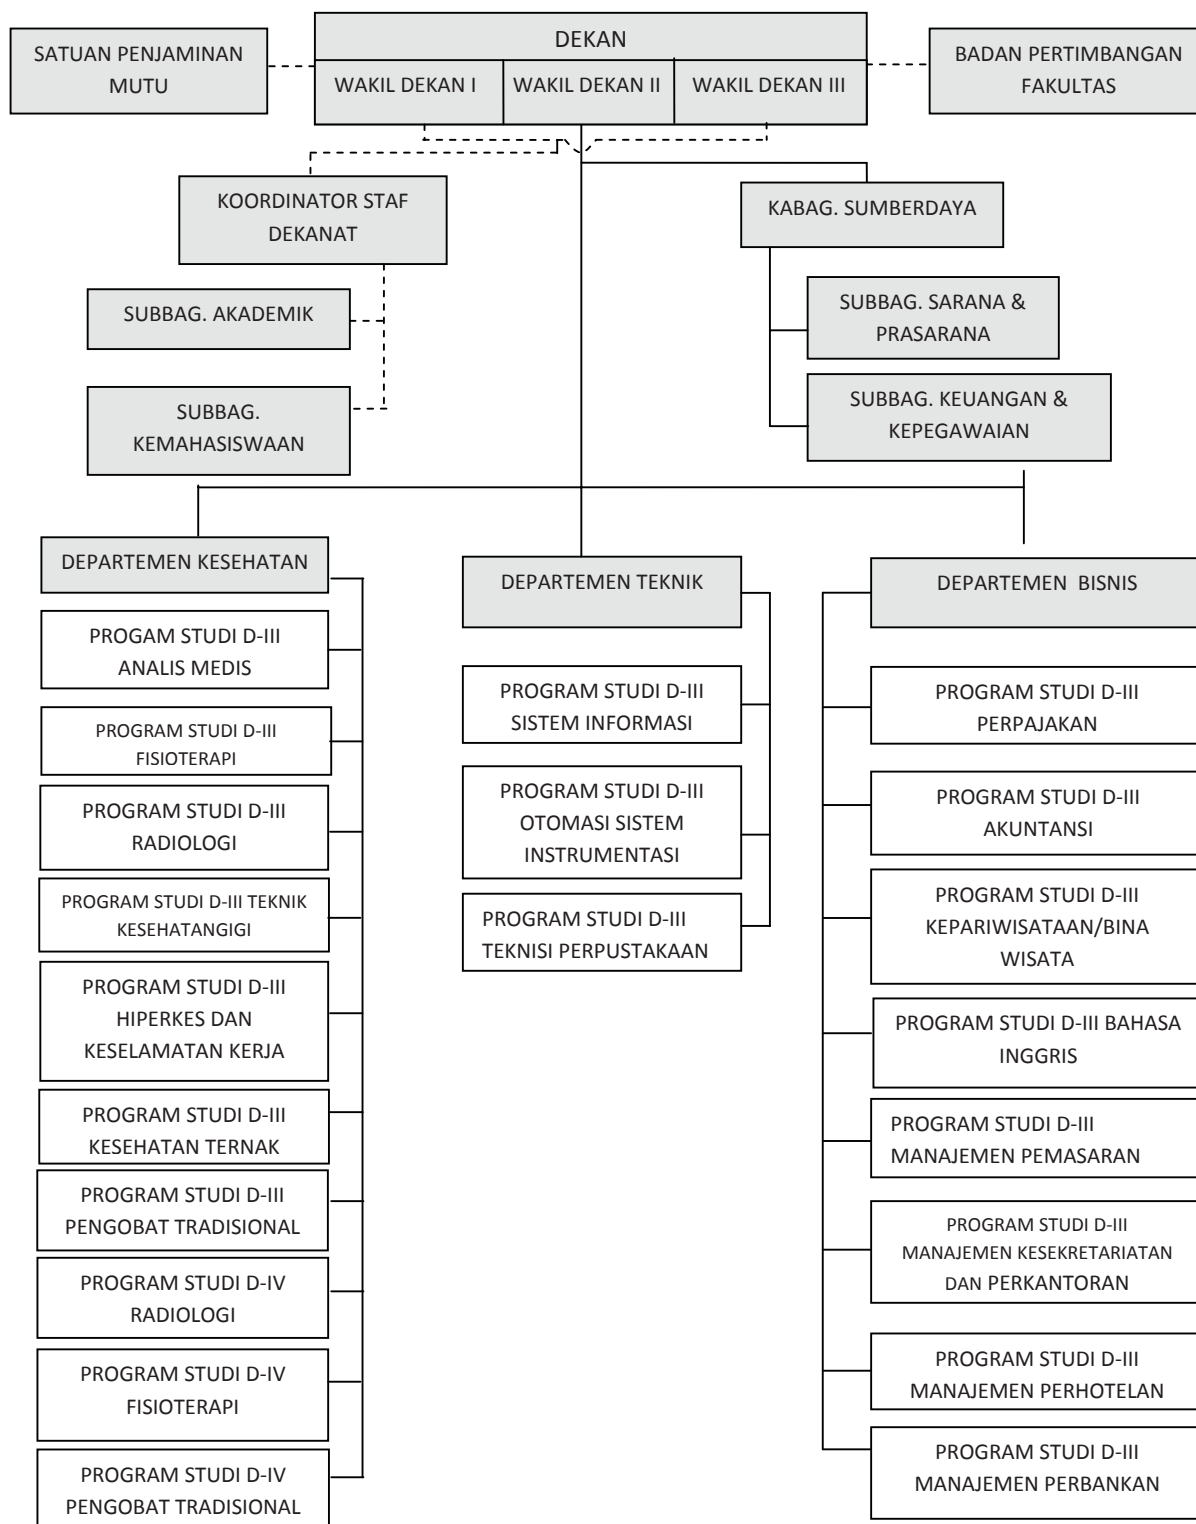 DEKAN
SATUAN PENJAMINAN
MUTU
WAKIL DEKAN I
WAKIL DEKAN II
WAKIL DEKAN III
BADAN PERTIMBANGAN
FAKULTAS
KOORDINATOR STAF
DEKANAT
KABAG. SUMBERDAYA
SUBBAG. AKADEMIK
SUBBAG. SARANA &
PRASARANA
SUBBAG.
KEMAHASISWAAN
SUBBAG. KEUANGAN &
KEPEGAWAIAN
DEPARTEMEN KESEHATAN
PROGAM STUDI D-III
ANALIS MEDIS
PROGRAM STUDI D-III
FISIOTERAPI
PROGRAM STUDI D-III
RADIOLOGI
PROGRAM STUDI D-III TEKNIK
KESEHATANGIGI
PROGRAM STUDI D-III
HIPERKES DAN
KESELAMATAN KERJA
PROGRAM STUDI D-III
KESEHATAN TERNAK
PROGRAM STUDI D-III
PENGOBAT TRADISIONAL
PROGRAM STUDI D-IV
RADIOLOGI
PROGRAM STUDI D-IV
FISIOTERAPI
PROGRAM STUDI D-IV
PENGOBAT TRADISIONAL
DEPARTEMEN TEKNIK
PROGRAM STUDI D-III
SISTEM INFORMASI
PROGRAM STUDI D-III
OTOMASI SISTEM
INSTRUMENTASI
PROGRAM STUDI D-III
TEKNISI PERPUSTAKAAN
DEPARTEMEN BISNIS
PROGRAM STUDI D-III
PERPAJAKAN
PROGRAM STUDI D-III
AKUNTANSI
PROGRAM STUDI D-III
KEPARIWISATAAN/BINA
WISATA
PROGRAM STUDI D-III BAHASA
INGGRIS
PROGRAM STUDI D-III
MANAJEMEN PEMASARAN
PROGRAM STUDI D-III
MANAJEMEN KESEKRETARIATAN
DAN PERKANTORAN
PROGRAM STUDI D-III
MANAJEMEN PERHOTELAN
PROGRAM STUDI D-III
MANAJEMEN PERBANKAN